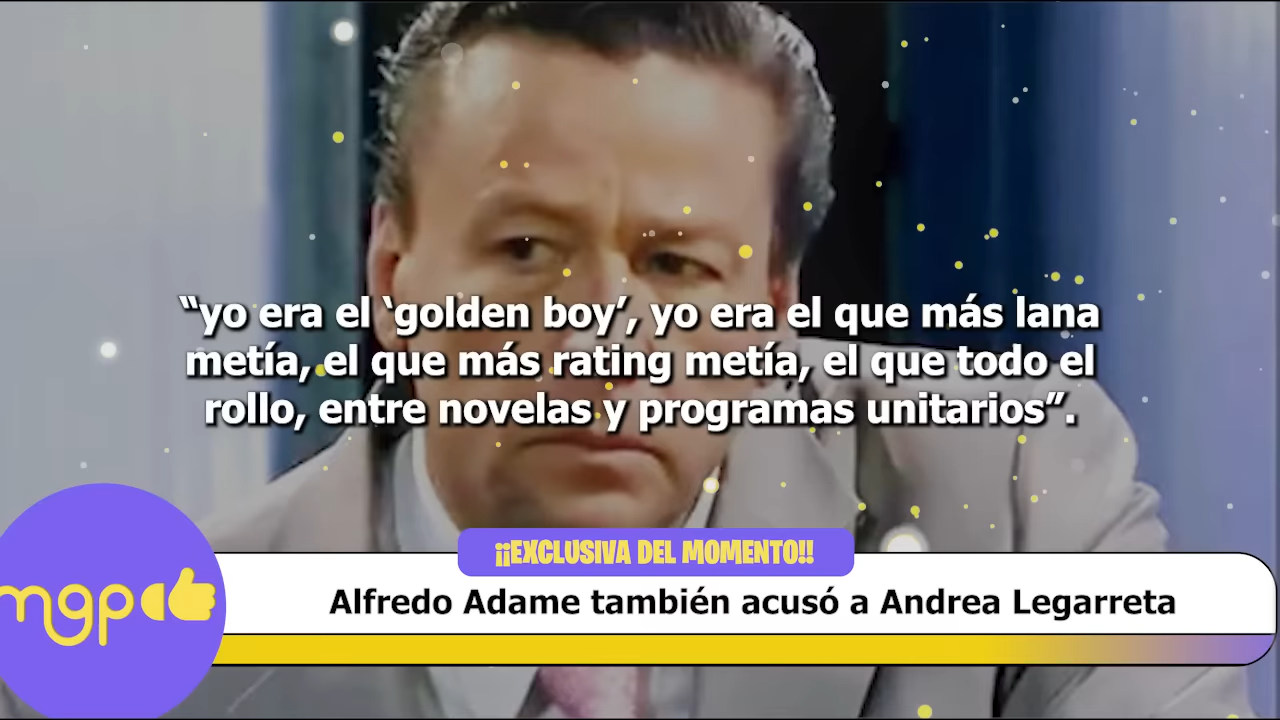 “yo era el ‘golden boy’, yo era el que más lana
metía, el que más rating metía, el que todo el
rollo, entre novelas y programas unitarios”.
¡¡EXCLUSIVA DEL MOMENTO!!
Alfredo Adame también acusó a Andrea Legarreta
mgp